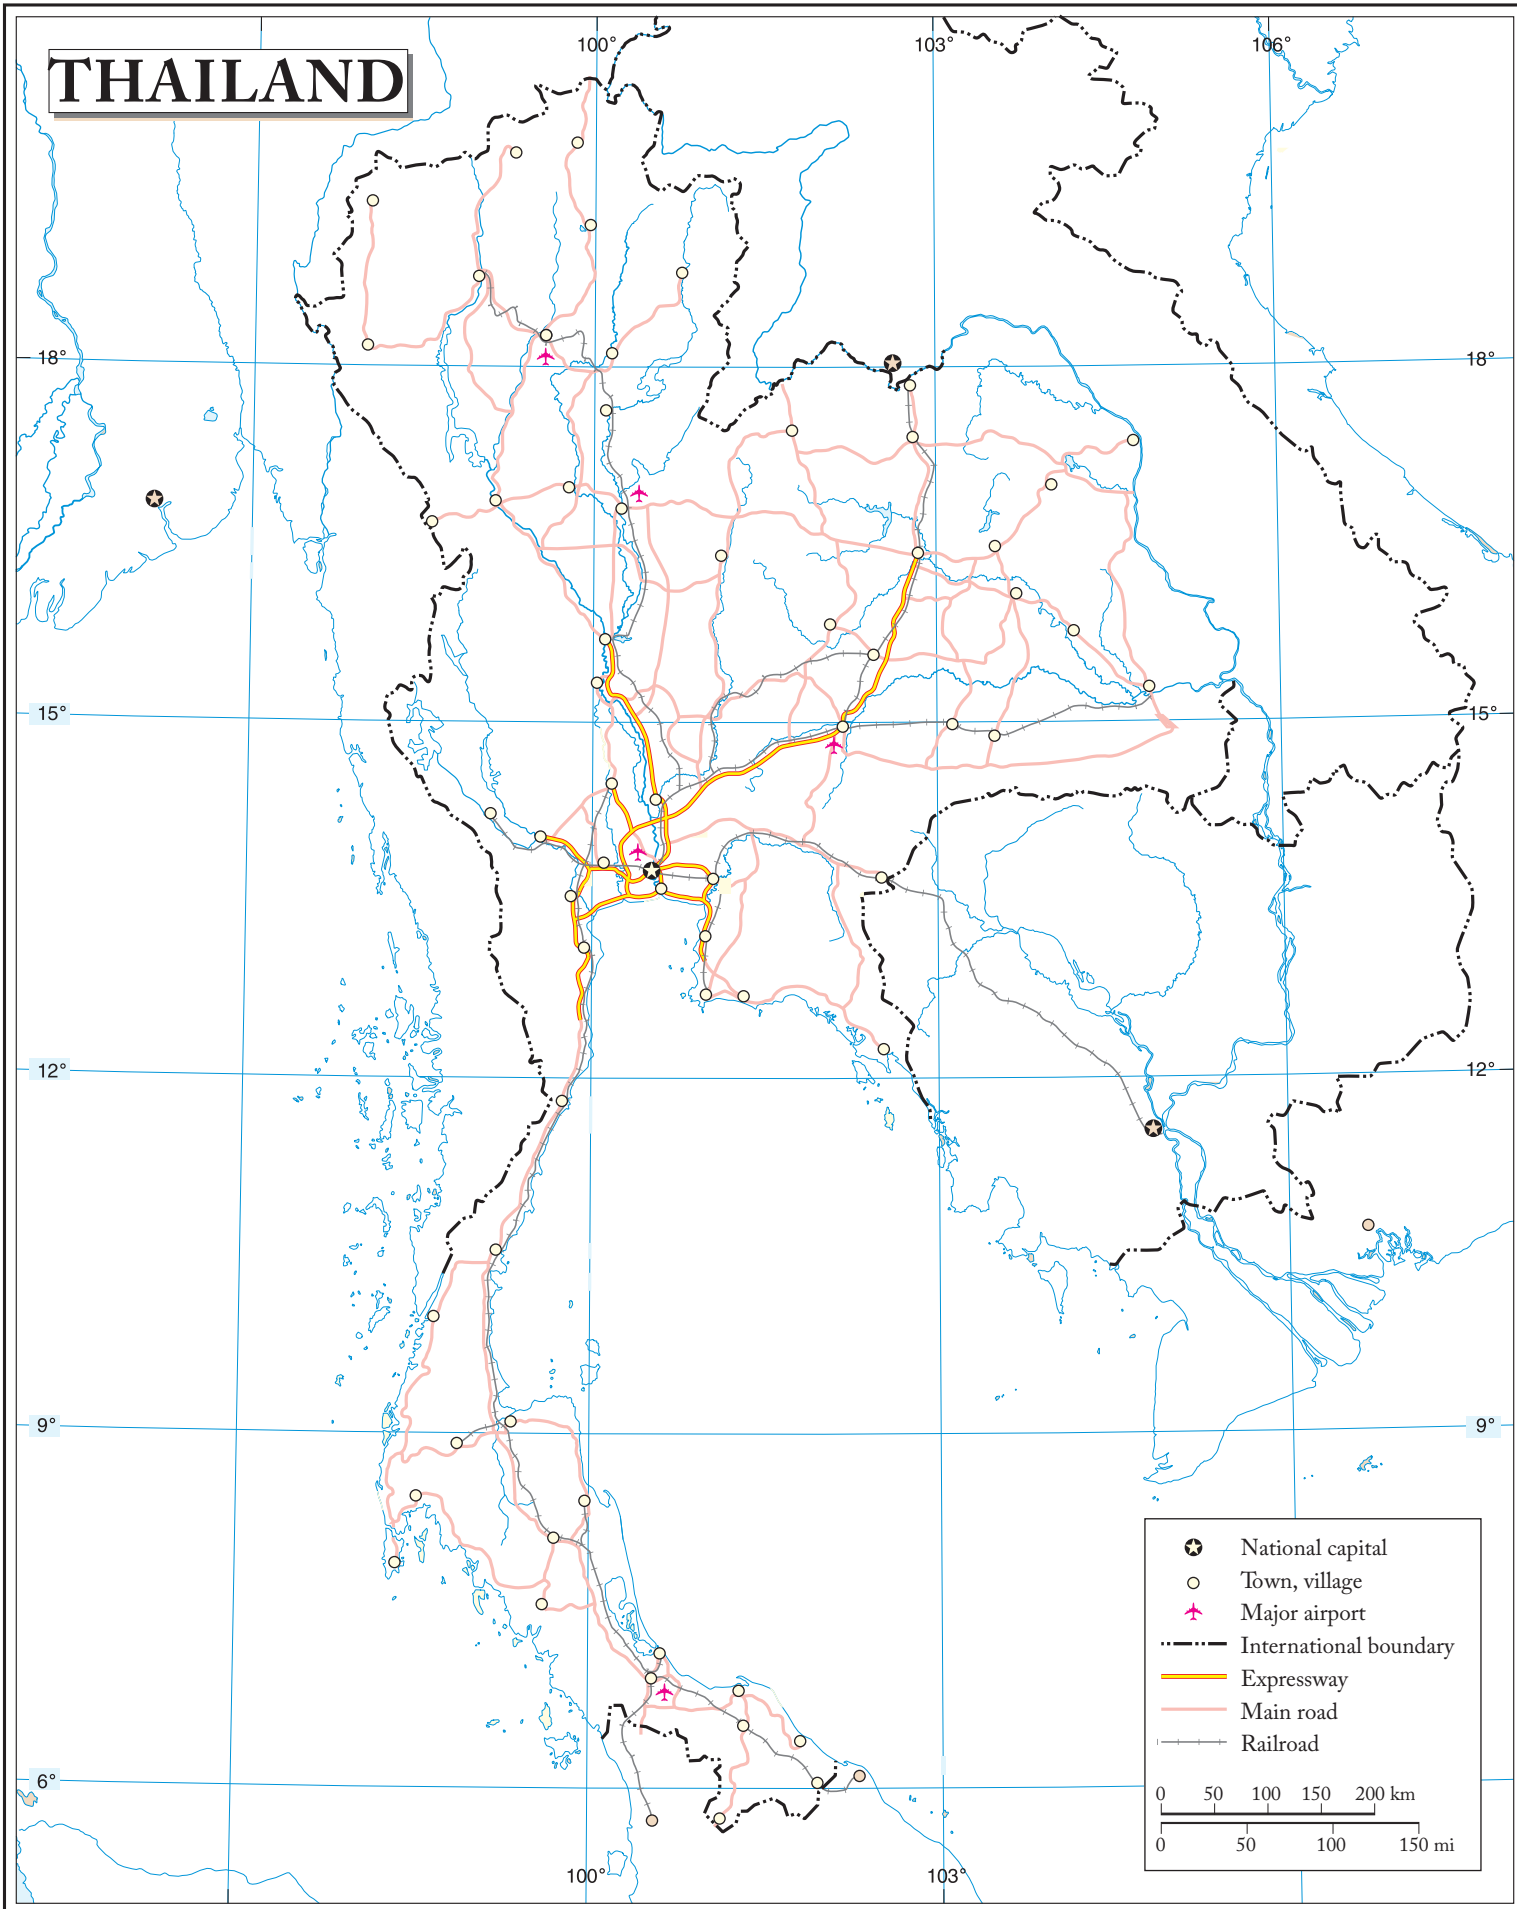 100°
103°
106°
THAILAND
18°
18°
15°
15°
12°
12°
9°
9°
National capital
Town, village
Major airport
International boundary
Expressway
Main road
Railroad
6°
0 50 100 150 200 km
0 50 100 150 mi
100°
103°